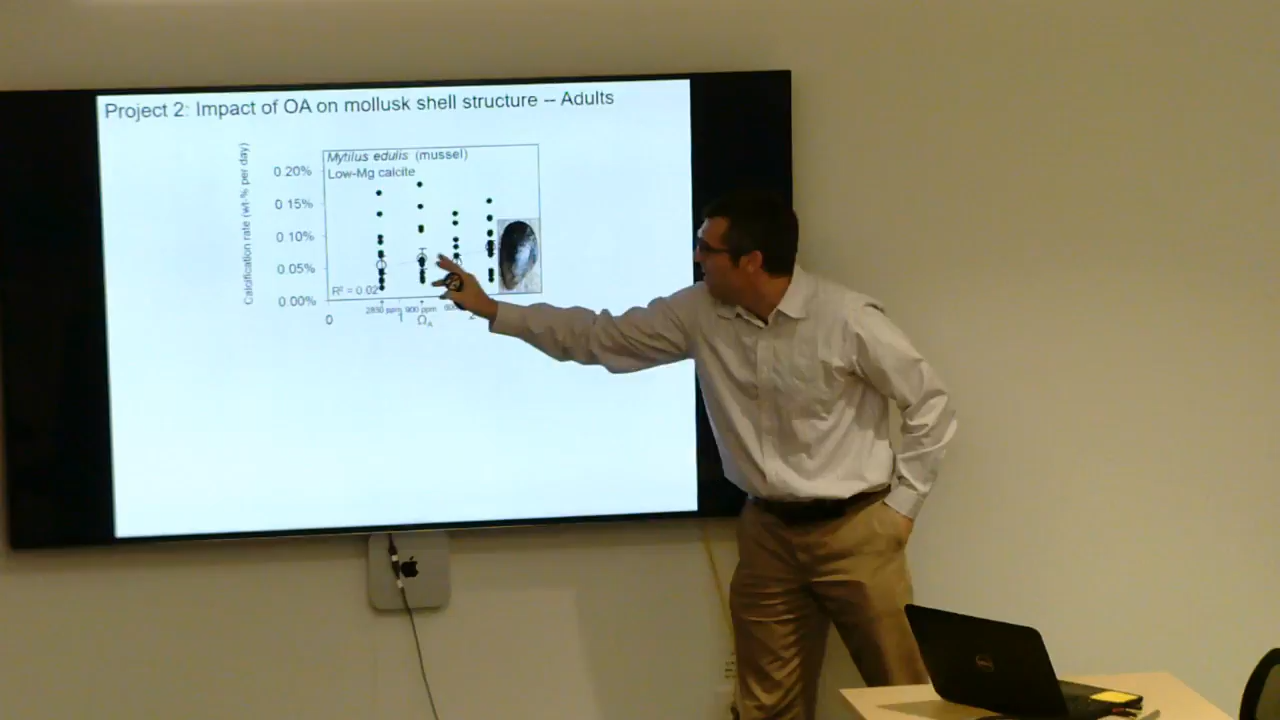 Project 2: Impact of OA on mollusk shell structure – Adults
Calcification rate (wt-% per day)
Mytilus edulis (mussel)
Low-Mg calcite
0.20%
0.15%
0.10%
0.05%
0.00%
R² = 0.02
2850 ppm 900 ppm
0 1 2
Ω_A